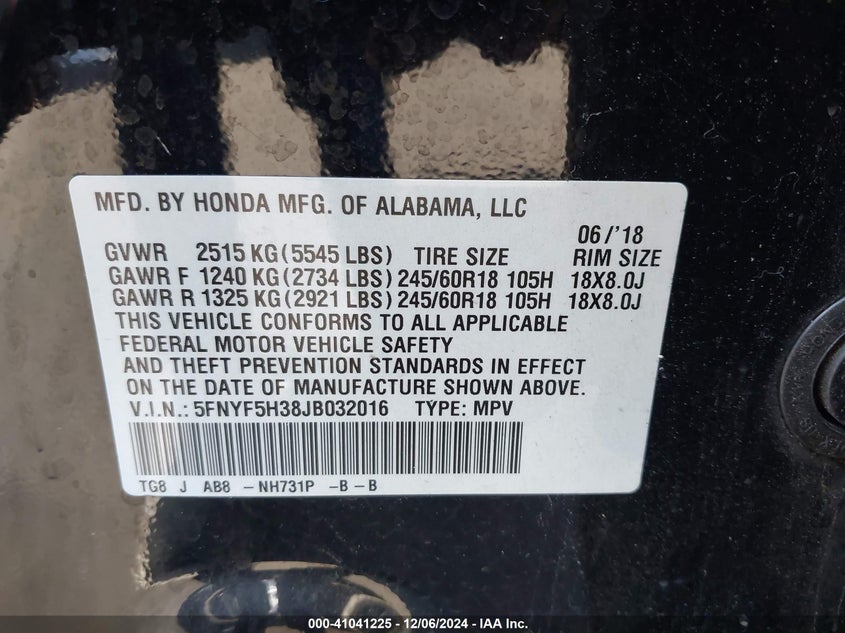 MFD. BY HONDA MFG. OF ALABAMA, LLC
06/'18
GVWR 2515 KG(5545 LBS) TIRE SIZE RIM SIZE
GAWR F 1240 KG(2734 LBS) 245/60R18 105H 18X8.0J
GAWR R 1325 KG(2921 LBS) 245/60R18 105H 18X8.0J
THIS VEHICLE CONFORMS TO ALL APPLICABLE
FEDERAL MOTOR VEHICLE SAFETY
AND THEFT PREVENTION STANDARDS IN EFFECT
ON THE DATE OF MANUFACTURE SHOWN ABOVE.
V.I.N.: 5FNYF5H38JB032016 TYPE: MPV
TG8 J AB8 -NH731P -B-B
000-41041225 - 12/06/2024 - IAA Inc.